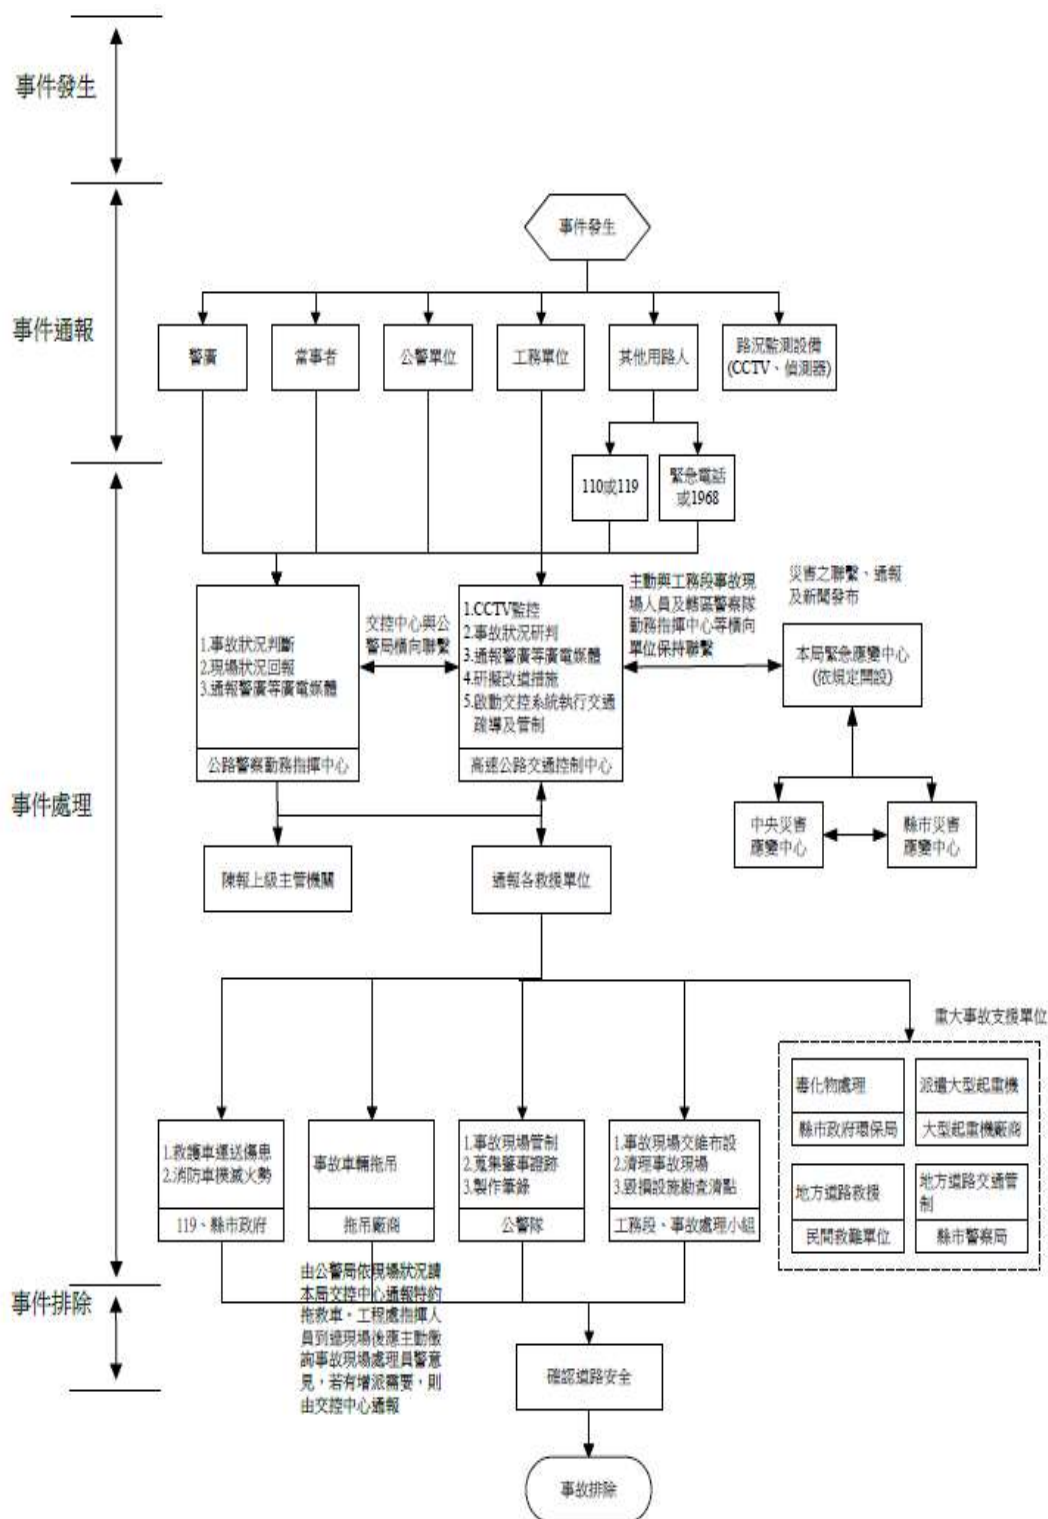 事件發生
事件發生
事件通報
警廣
當事者
公警單位
工務單位
其他用路人
路況監測設備
(CCTV、偵測器)
110或119
緊急電話
或1968
1.事故狀況判斷
2.現場狀況回報
3.通報警廣等廣電媒體
公路警察勤務指揮中心
交控中心與公
警局橫向聯繫
1.CCTV監控
2.事故狀況研判
3.通報警廣等廣電媒體
4.研擬改道措施
5.啟動交控系統執行交通
疏導及管制
高速公路交通控制中心
主動與工務段事故現
場人員及轄區警察隊
勤務指揮中心等橫向
單位保持聯繫
災害之聯繫、通報
及新聞發布
本局緊急應變中心
(依規定開設)
中央災害
應變中心
縣市災害
應變中心
事件處理
陳報上級主管機關
通報各救援單位
重大事故支援單位
毒化物處理
縣市政府環保局
派遣大型起重機
大型起重機廠商
地方道路救援
民間救難單位
地方道路交通管
制
縣市警察局
1.救護車運送傷患
2.消防車撲滅火勢
119、縣市政府
事故車輛拖吊
拖吊廠商
1.事故現場管制
2.蒐集肇事證跡
3.製作筆錄
公警隊
1.事故現場交維布設
2.清理事故現場
3.毀損設施勘查清點
工務段、事故處理小組
事件排除
由公警局依現場狀況請
本局交控中心通報特約
拖救車。工程處指揮人
員到達現場後應主動徵
詢事故現場處理員警意
見，若有增派需要，則
由交控中心通報
確認道路安全
事故排除